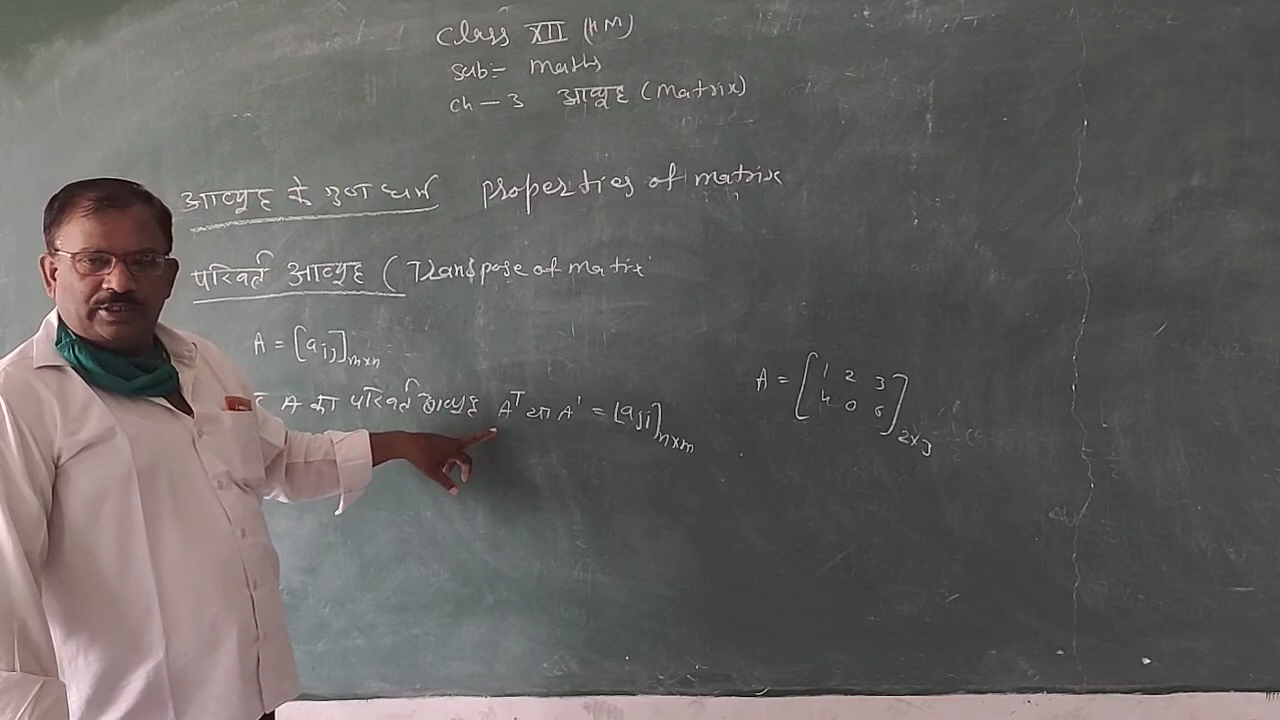 Class XII (HM)
Sub:- Maths
ch - 3 आव्यूह (Matrix)
आव्यूह के गुण धर्म properties of matrix
परिवर्त आव्यूह (Transpose of matrix
A = [aij]m×n
A का परिवर्त आव्यूह A^T या A' = [aji]n×m
A = [1 2 3
4 0 6]2×3